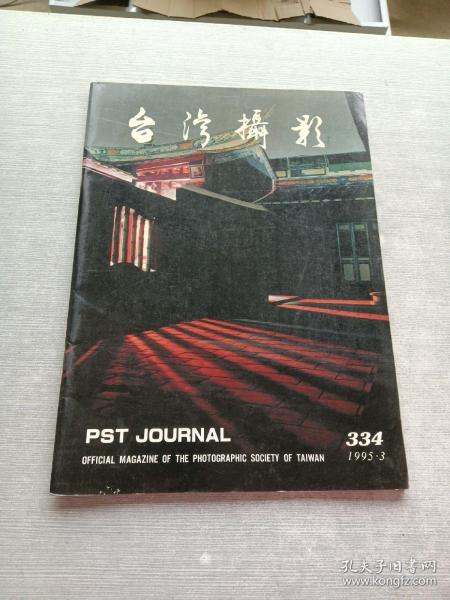 台灣攝影
PST JOURNAL
334
OFFICIAL MAGAZINE OF THE PHOTOGRAPHIC SOCIETY OF TAIWAN
1995·3
孔夫子旧书网
www.kongfz.com